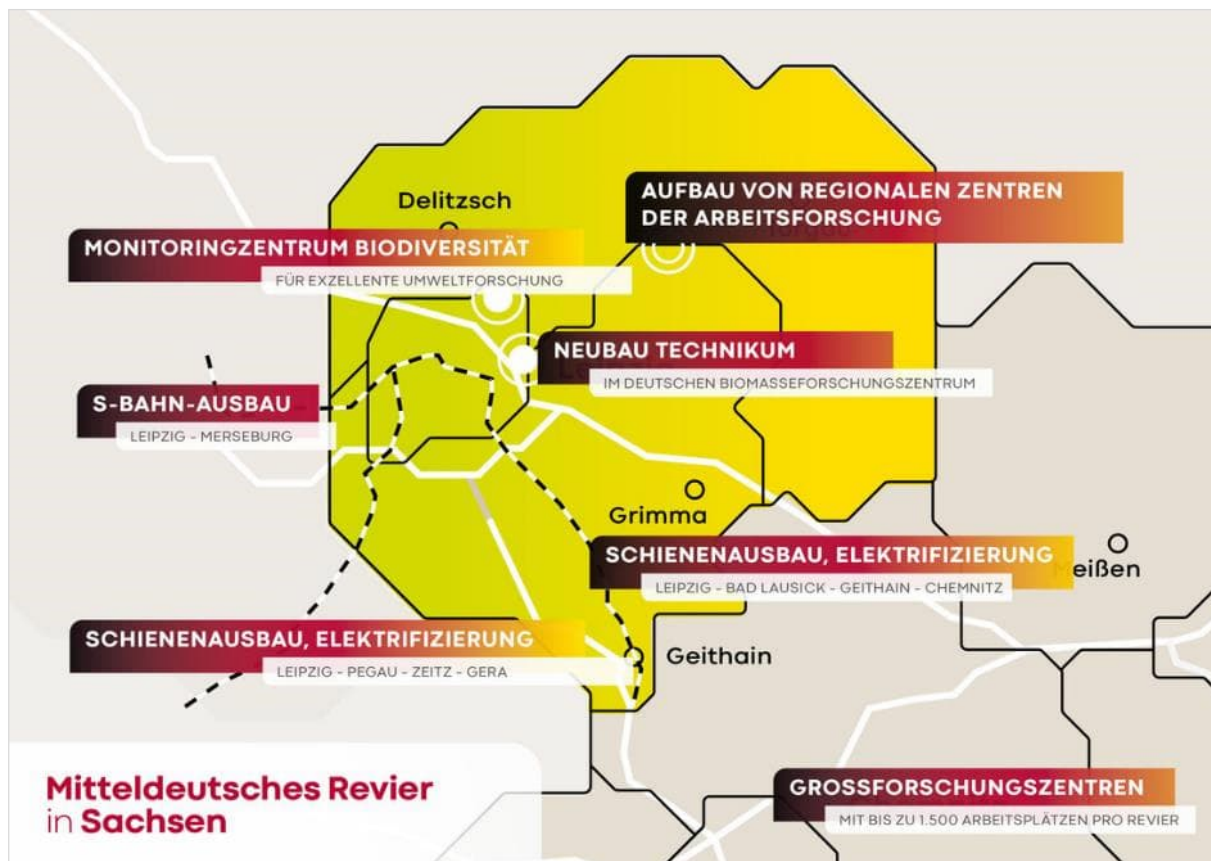 Delitzsch
AUFBAU VON REGIONALEN ZENTREN
DER ARBEITSFORSCHUNG
MONITORINGZENTRUM BIODIVERSITÄT
FÜR EXZELLENTE UMWELTFORSCHUNG
NEUBAU TECHNIKUM
IM DEUTSCHEN BIOMASSEFORSCHUNGSZENTRUM
S-BAHN-AUSBAU
LEIPZIG - MERSEBURG
Grimma
SCHIENENAUSBAU, ELEKTRIFIZIERUNG
LEIPZIG - BAD LAUSICK - GEITHAIN - CHEMNITZ
Meißen
SCHIENENAUSBAU, ELEKTRIFIZIERUNG
LEIPZIG - PEGAU - ZEITZ - GERA
Geithain
Mitteldeutsches Revier
in Sachsen
GROSSFORSCHUNGSZENTREN
MIT BIS ZU 1.500 ARBEITSPLÄTZEN PRO REVIER